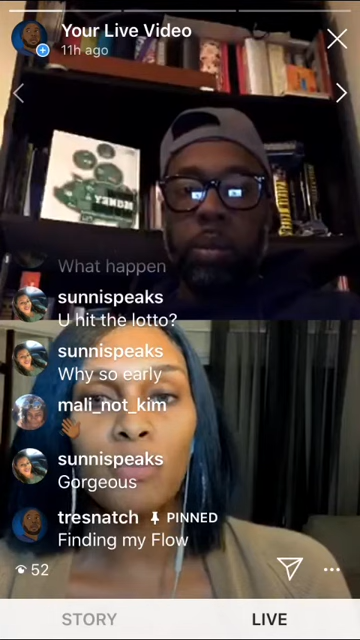 Your Live Video
11h ago
What happen
sunnispeaks
U hit the lotto?
sunnispeaks
Why so early
mali_not_kim
sunnispeaks
Gorgeous
tresnatch PINNED
Finding my Flow
52
STORY LIVE